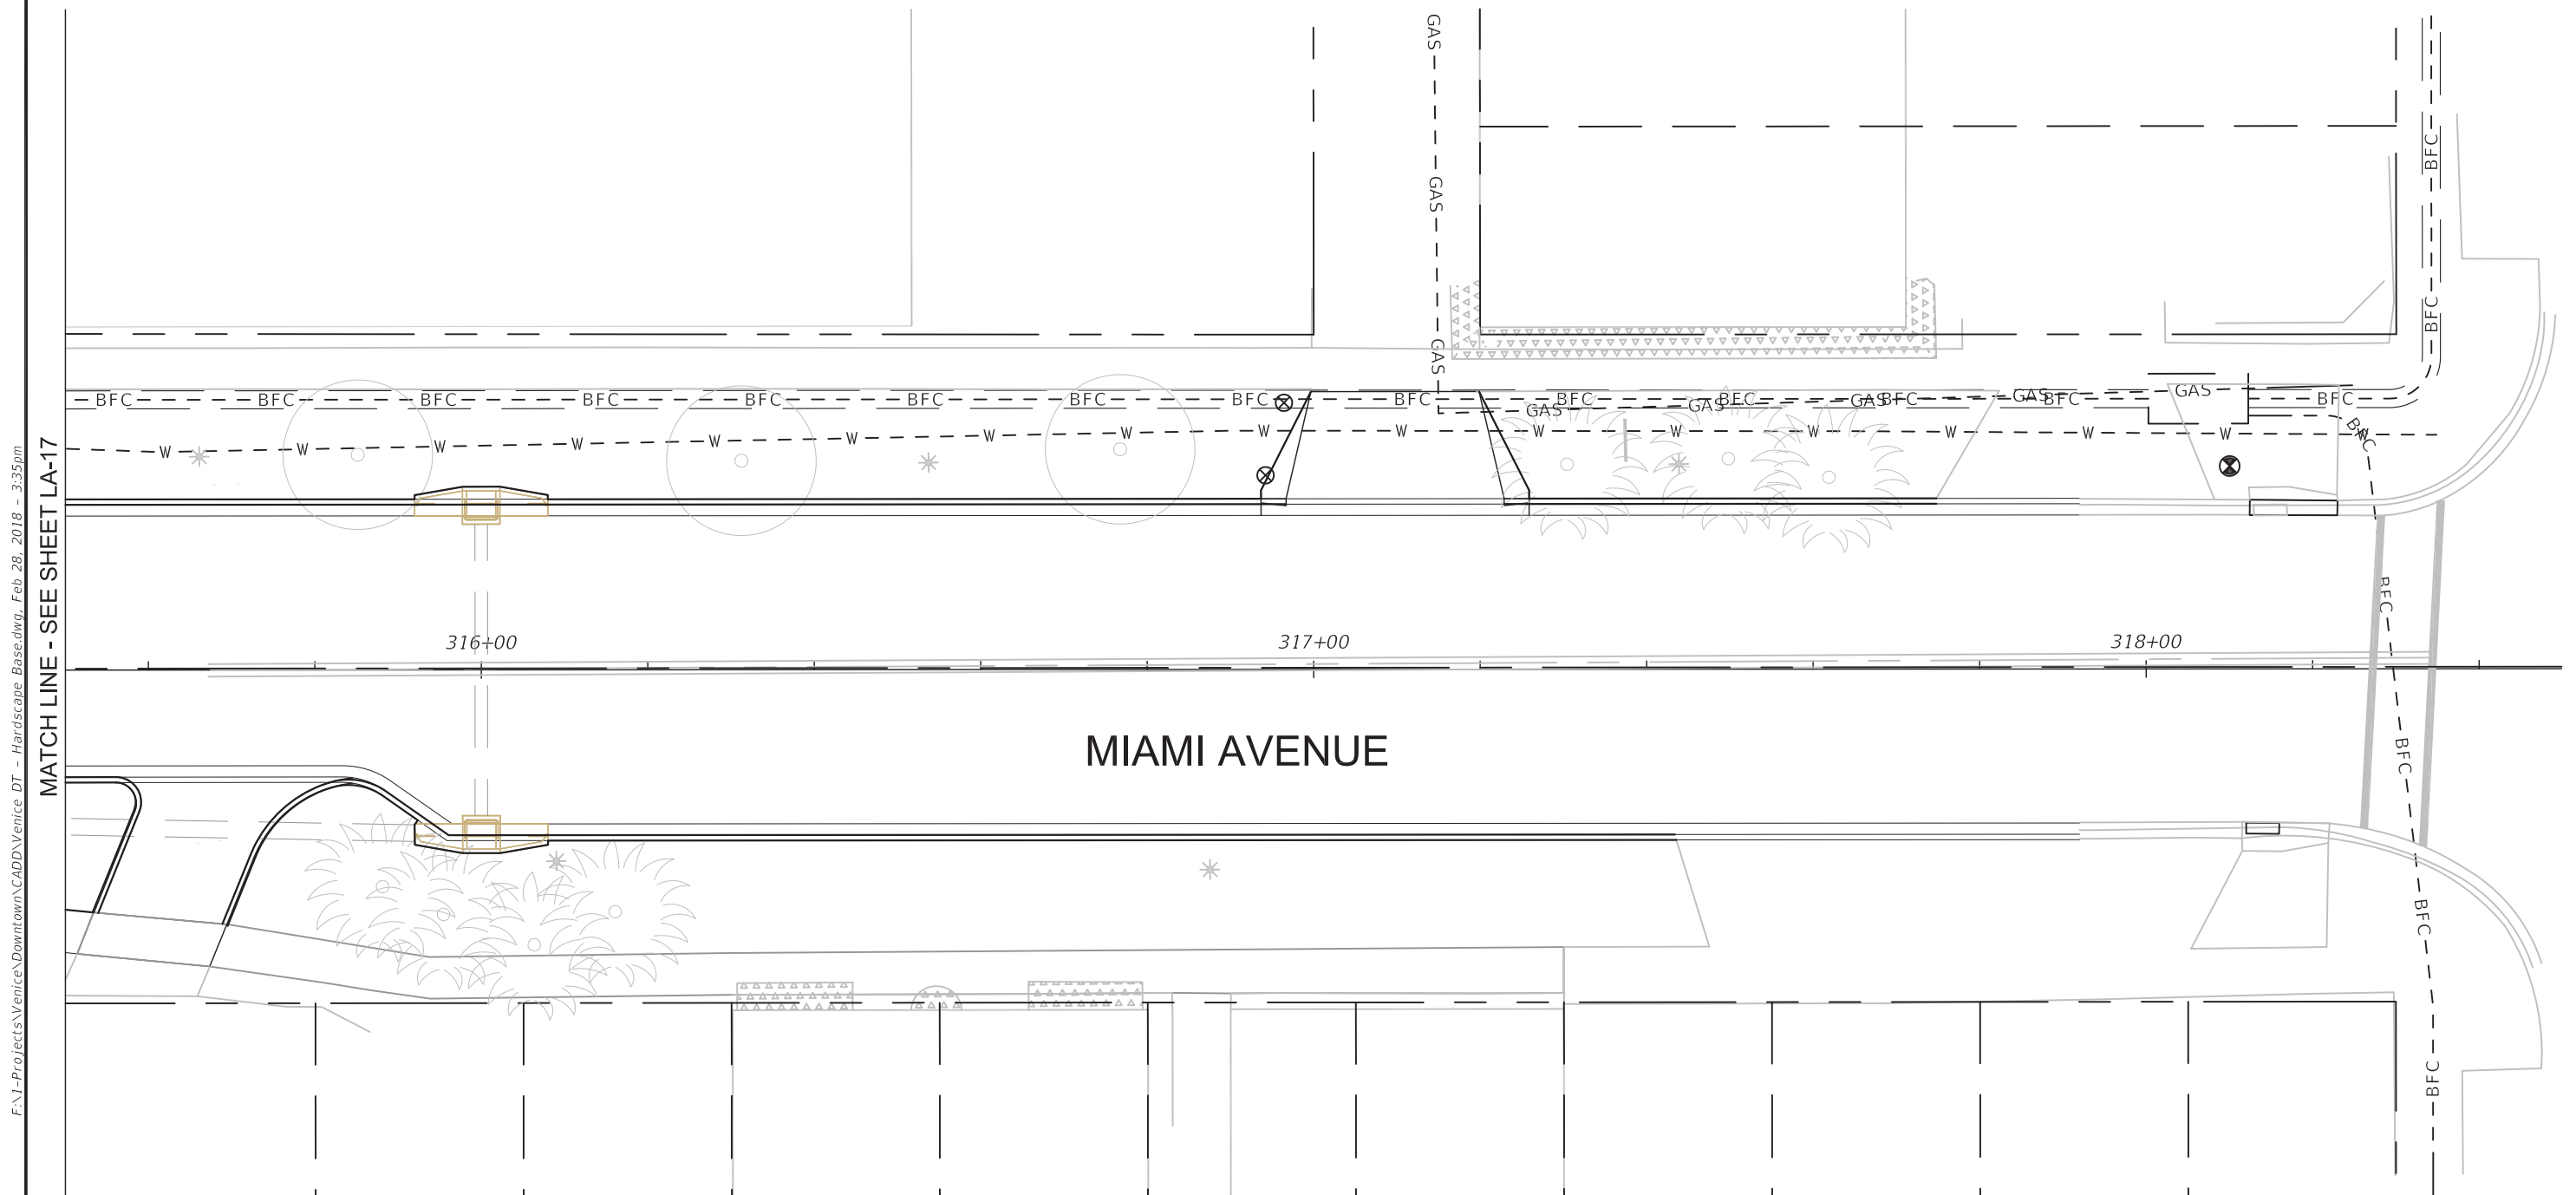 GAS GAS GAS
BFC BFC
BFC BFC BFC BFC BFC BFC BFC BFC BFC BFC BFC BFC BFC BFC BFC
GAS GAS GAS GAS GAS
W W W W W W W W W W W W W W W W W
BFC BFC BFC BFC
316+00 317+00 318+00
MIAMI AVENUE
MATCH LINE - SEE SHEET LA-17
F:\1-Projects\Venice\Downtown\CADD\Venice DT - Hardscape Base.dwg, Feb 28, 2018 - 3:35pm